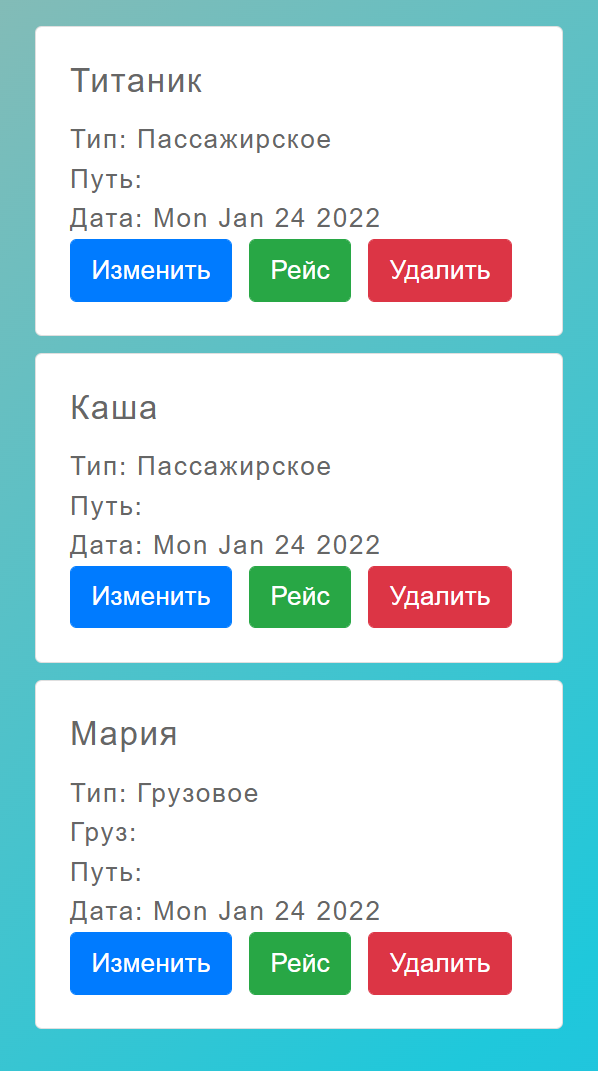 Титаник
Тип: Пассажирское
Путь:
Дата: Mon Jan 24 2022
Изменить Рейс Удалить
Каша
Тип: Пассажирское
Путь:
Дата: Mon Jan 24 2022
Изменить Рейс Удалить
Мария
Тип: Грузовое
Груз:
Путь:
Дата: Mon Jan 24 2022
Изменить Рейс Удалить